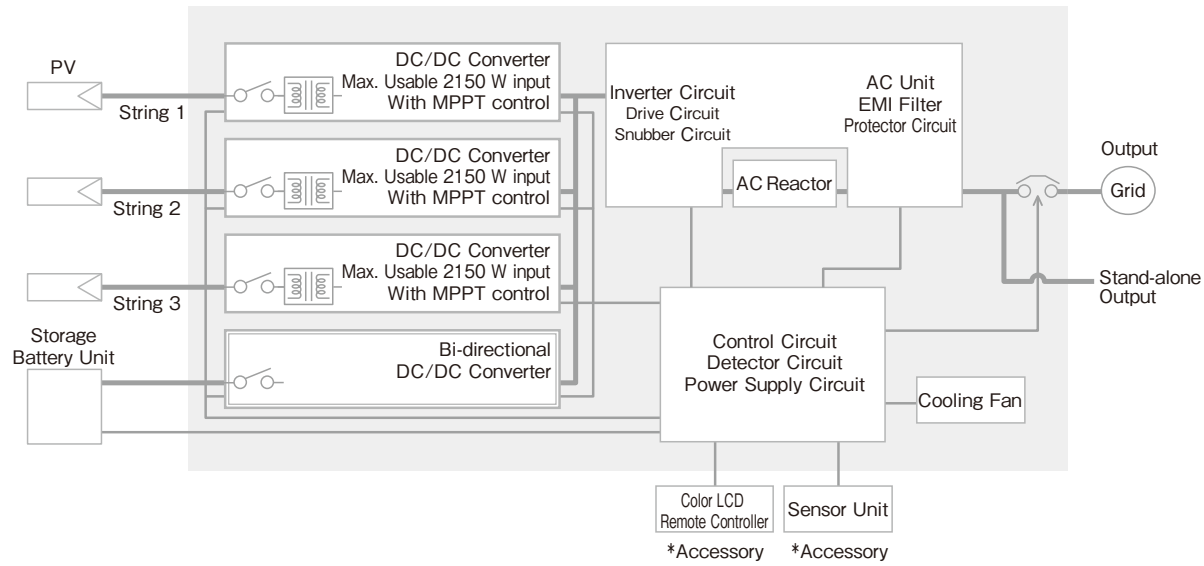 PV
String 1
String 2
String 3
Storage
Battery Unit
DC/DC Converter
Max. Usable 2150 W input
With MPPT control
DC/DC Converter
Max. Usable 2150 W input
With MPPT control
DC/DC Converter
Max. Usable 2150 W input
With MPPT control
Bi-directional
DC/DC Converter
Inverter Circuit
Drive Circuit
Snubber Circuit
AC Reactor
AC Unit
EMI Filter
Protector Circuit
Output
Grid
Stand-alone
Output
Control Circuit
Detector Circuit
Power Supply Circuit
Cooling Fan
Color LCD
Remote Controller
*Accessory
Sensor Unit
*Accessory